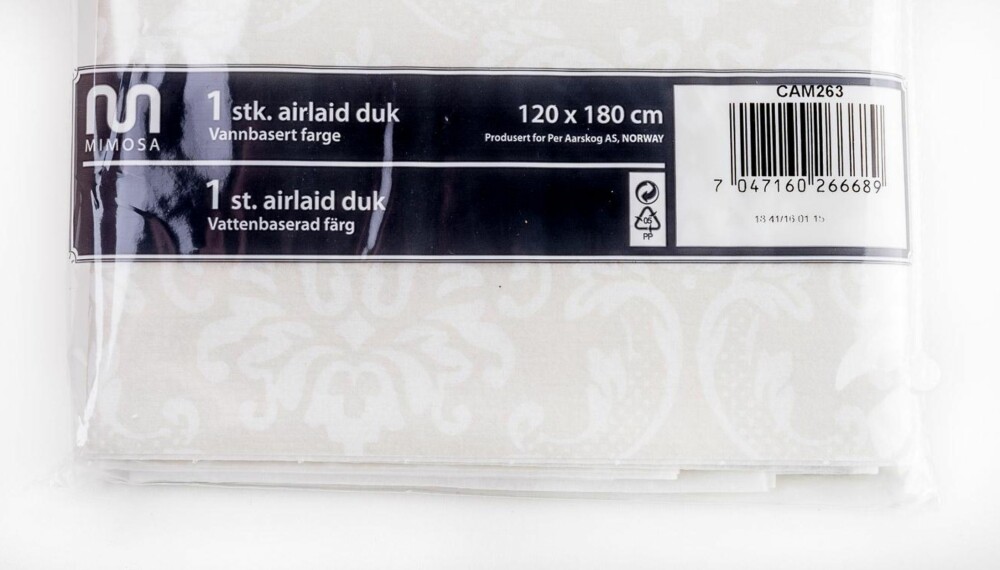 MIMOSA
1 stk. airlaid duk
Vannbasert farge
120 x 180 cm
Produsert for Per Aarskog AS, NORWAY
1 st. airlaid duk
Vattenbaserad färg
05
PP
CAM263
7 047160 266689
18 41/16 01 15